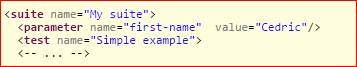 <suite name="My suite">
<parameter name="first-name"  value="Cedric"/>
<test name="Simple example">
<-- ... -->